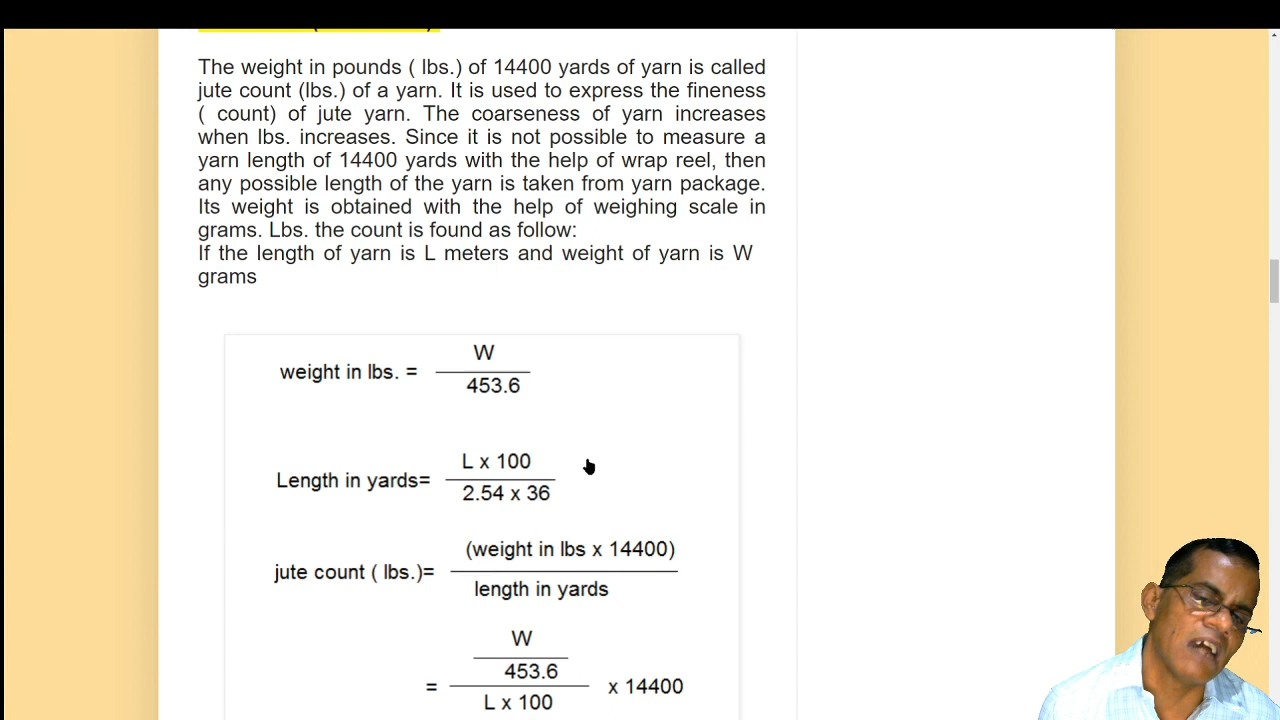 The weight in pounds ( lbs.) of 14400 yards of yarn is called
jute count (lbs.) of a yarn. It is used to express the fineness
( count) of jute yarn. The coarseness of yarn increases
when lbs. increases. Since it is not possible to measure a
yarn length of 14400 yards with the help of wrap reel, then
any possible length of the yarn is taken from yarn package.
Its weight is obtained with the help of weighing scale in
grams. Lbs. the count is found as follow:
If the length of yarn is L meters and weight of yarn is W
grams
W
weight in lbs. =
453.6
L x 100
Length in yards=
2.54 x 36
(weight in lbs x 14400)
jute count ( lbs.)=
length in yards
W
453.6
= x 14400
L x 100